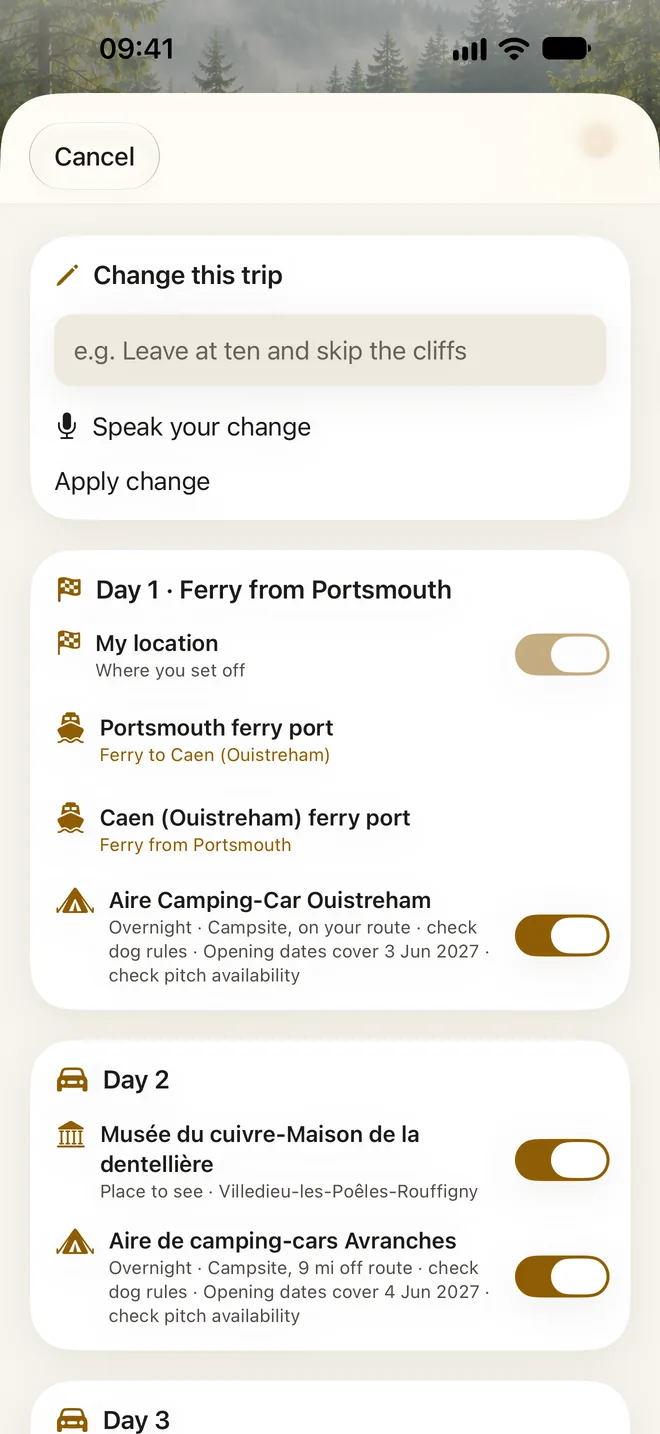 09:41
Cancel
Change this trip
e.g. Leave at ten and skip the cliffs
Speak your change
Apply change
Day 1 · Ferry from Portsmouth
My location
Where you set off
Portsmouth ferry port
Ferry to Caen (Ouistreham)
Caen (Ouistreham) ferry port
Ferry from Portsmouth
Aire Camping-Car Ouistreham
Overnight · Campsite, on your route · check
dog rules · Opening dates cover 3 Jun 2027 ·
check pitch availability
Day 2
Musée du cuivre-Maison de la
dentellière
Place to see · Villedieu-les-Poêles-Rouffigny
Aire de camping-cars Avranches
Overnight · Campsite, 9 mi off route · check
dog rules · Opening dates cover 4 Jun 2027 ·
check pitch availability
Day 3